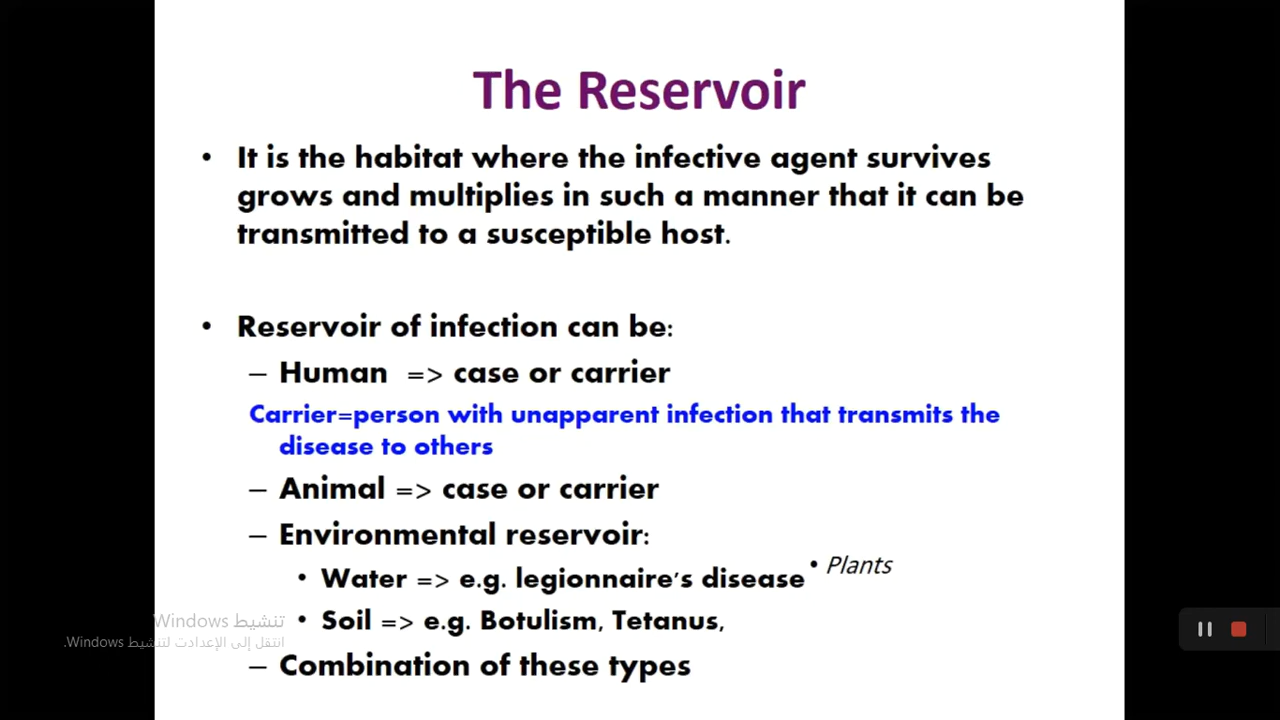 The Reservoir
• It is the habitat where the infective agent survives
grows and multiplies in such a manner that it can be
transmitted to a susceptible host.
• Reservoir of infection can be:
– Human => case or carrier
Carrier=person with unapparent infection that transmits the
disease to others
– Animal => case or carrier
– Environmental reservoir:
• Water => e.g. legionnaire's disease
• Plants
• Soil => e.g. Botulism, Tetanus,
– Combination of these types
تنشيط Windows
انتقل إلى الإعدادت لتنشيط Windows.